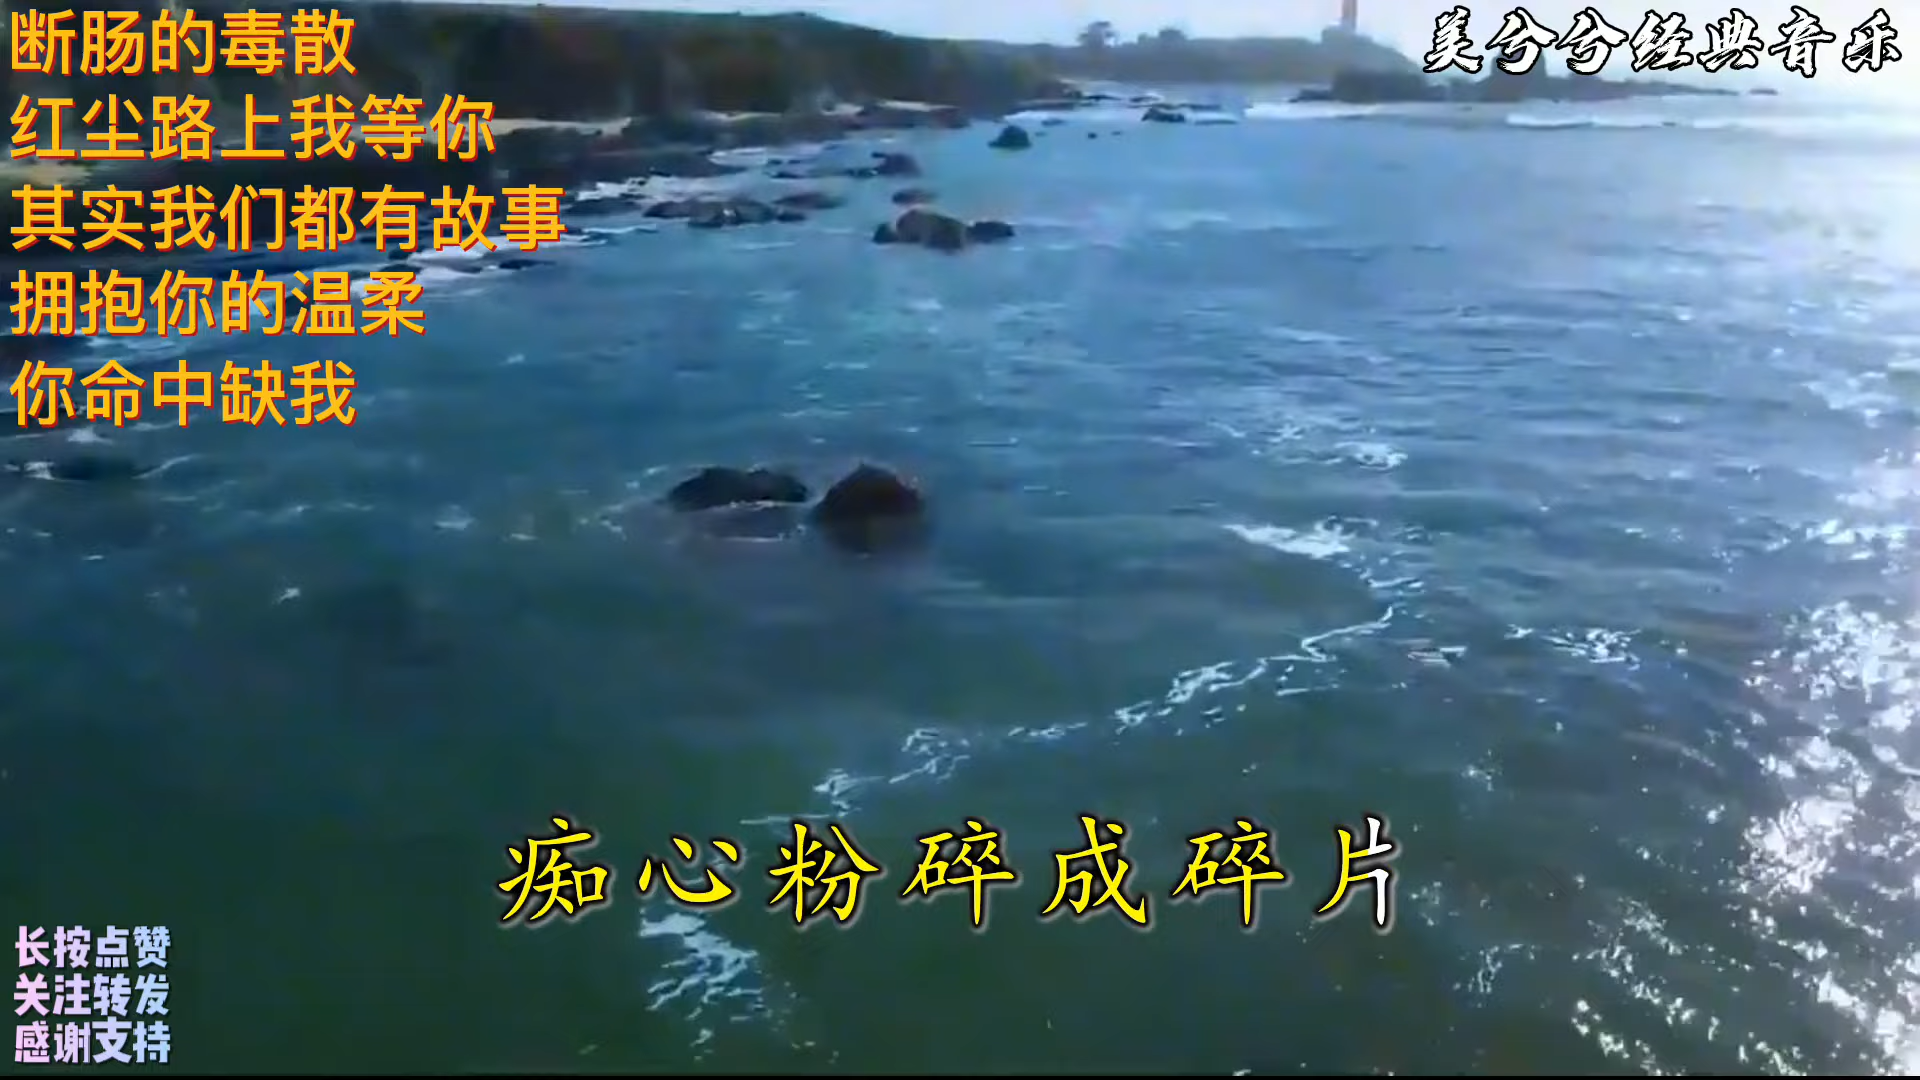 断肠的毒散
红尘路上我等你
其实我们都有故事
拥抱你的温柔
你命中缺我
美兮兮经典音乐
痴心粉碎成碎片
长按点赞
关注转发
感谢支持